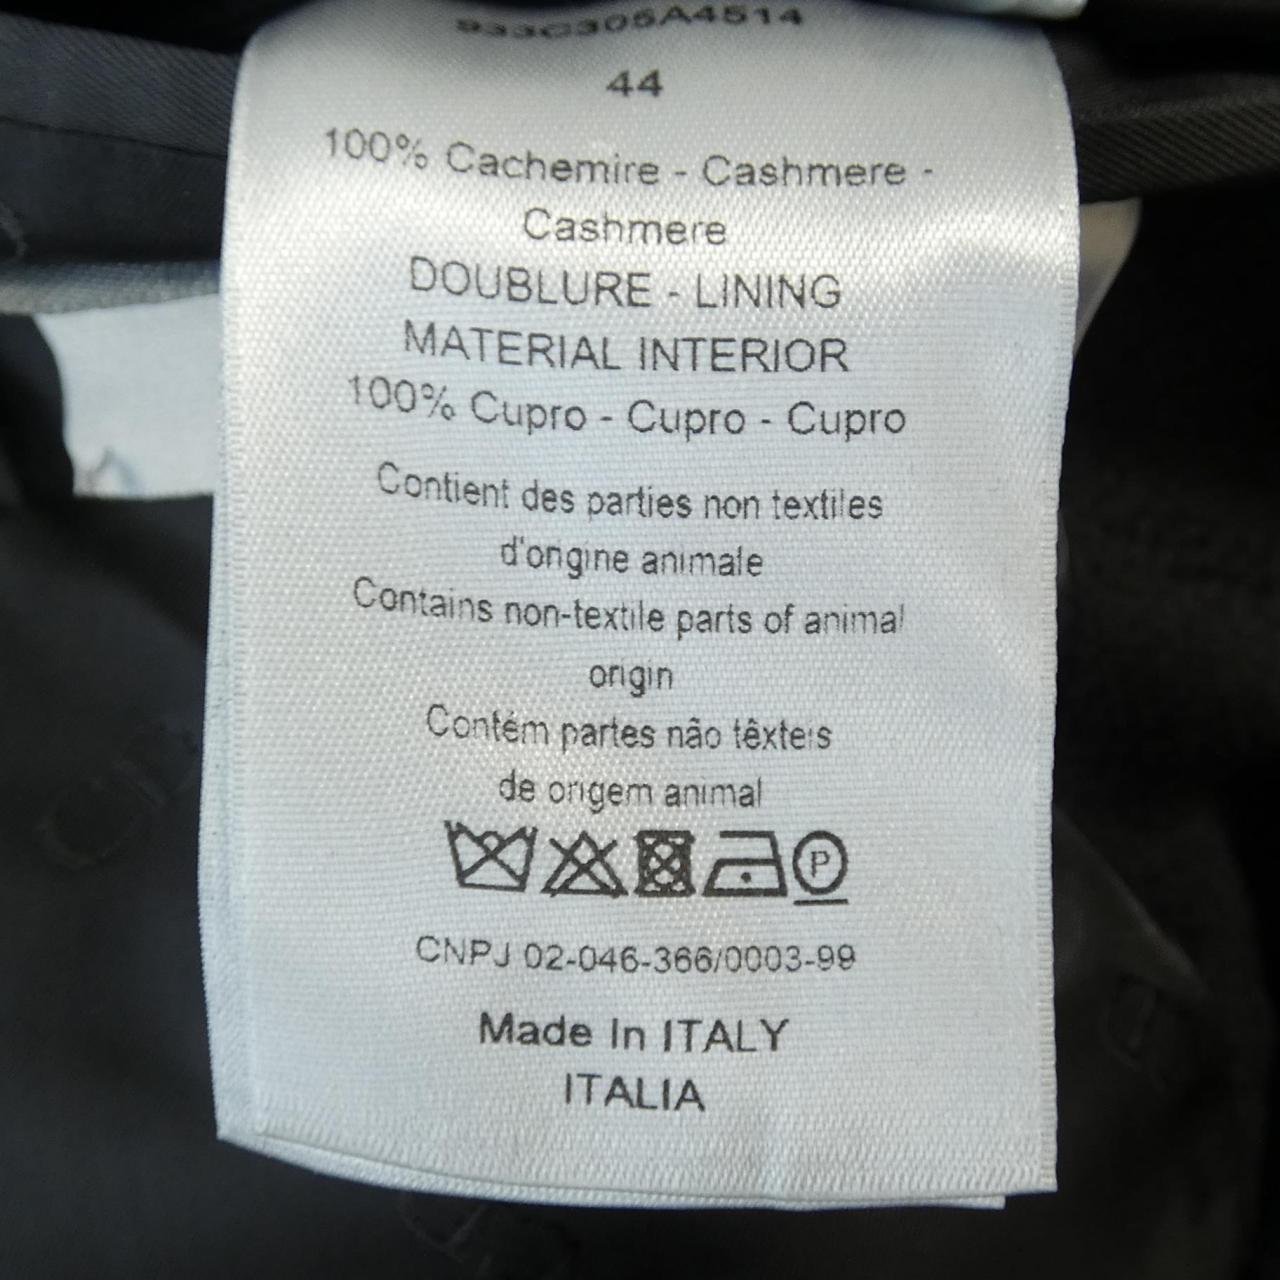 933C305A4514
44
100% Cachemire - Cashmere -
Cashmere
DOUBLURE - LINING
MATERIAL INTERIOR
100% Cupro - Cupro - Cupro
Contient des parties non textiles
d'origine animale
Contains non-textile parts of animal
origin
Contém partes não têxteis
de origem animal
P
CNPJ 02-046-366/0003-99
Made In ITALY
ITALIA